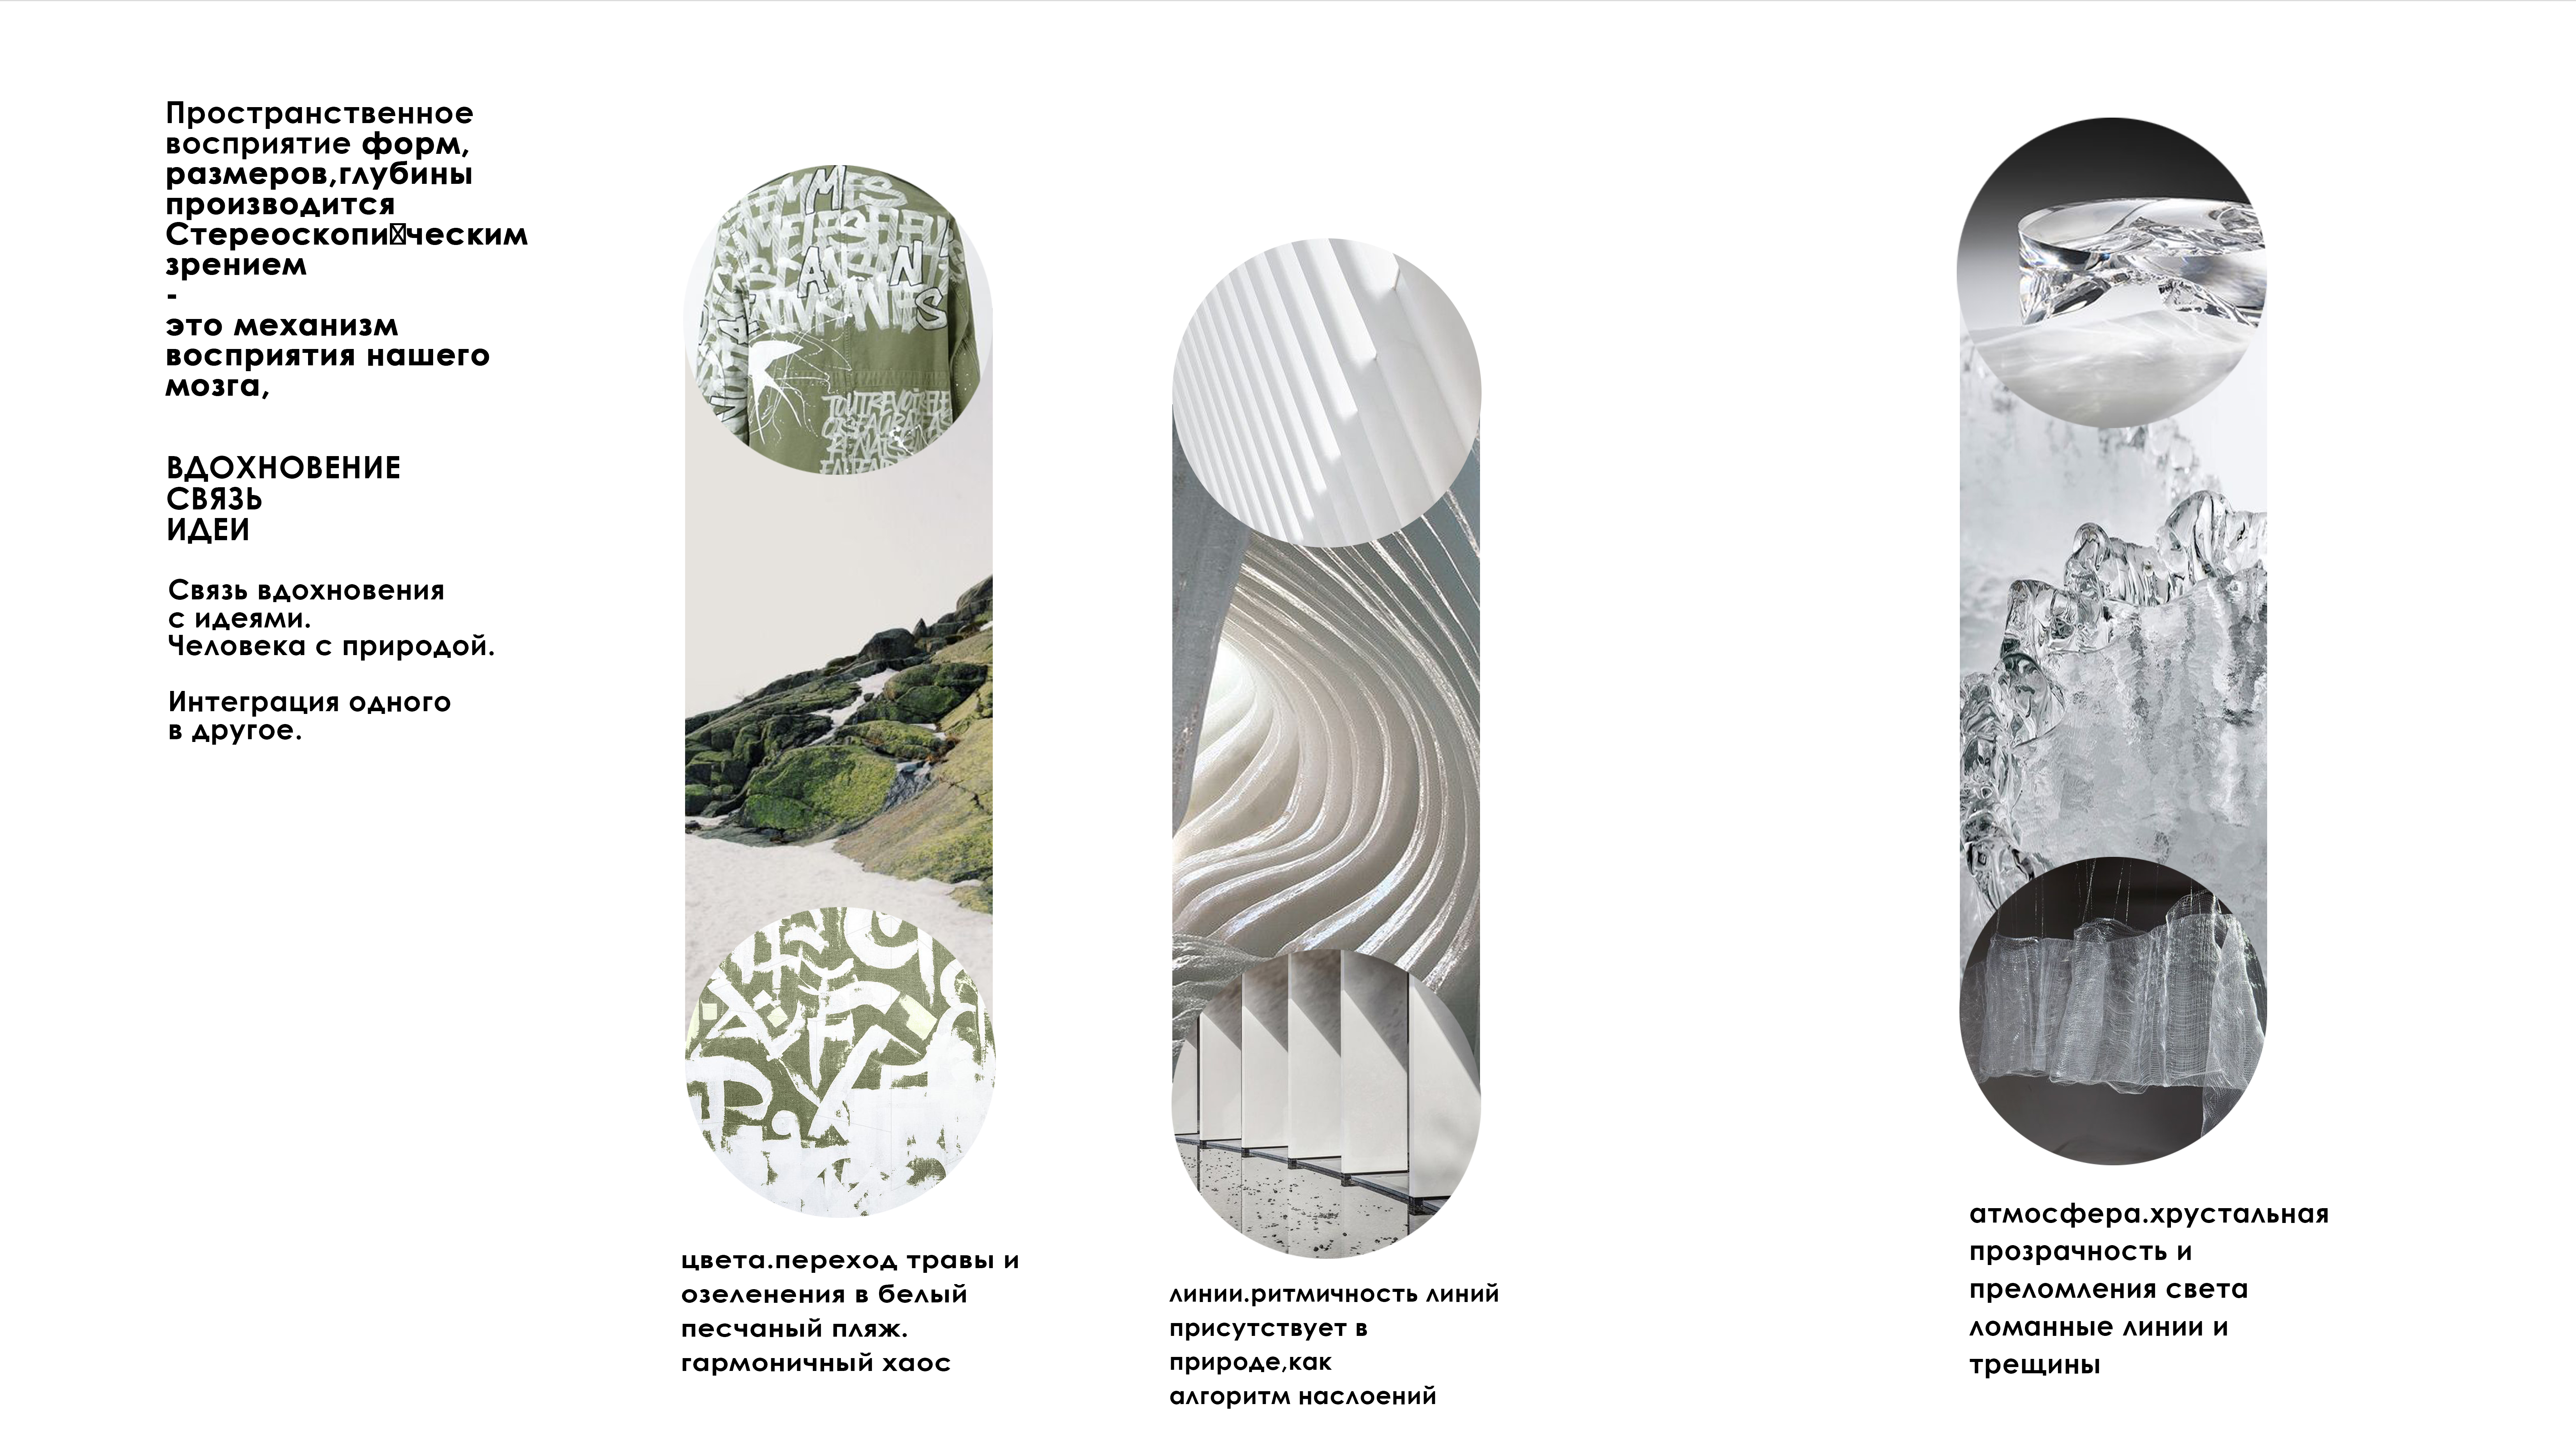 Пространственное
восприятие форм,
размеров,глубины
производится
Стереоскопи☒ческим
зрением
-
это механизм
восприятия нашего
мозга,
ВДОХНОВЕНИЕ
СВЯЗЬ
ИДЕИ
Связь вдохновения
с идеями.
Человека с природой.
Интеграция одного
в другое.
цвета.переход травы и
озеленения в белый
песчаный пляж.
гармоничный хаос
линии.ритмичность линий
присутствует в
природе,как
алгоритм наслоений
атмосфера.хрустальная
прозрачность и
преломления света
ломанные линии и
трещины